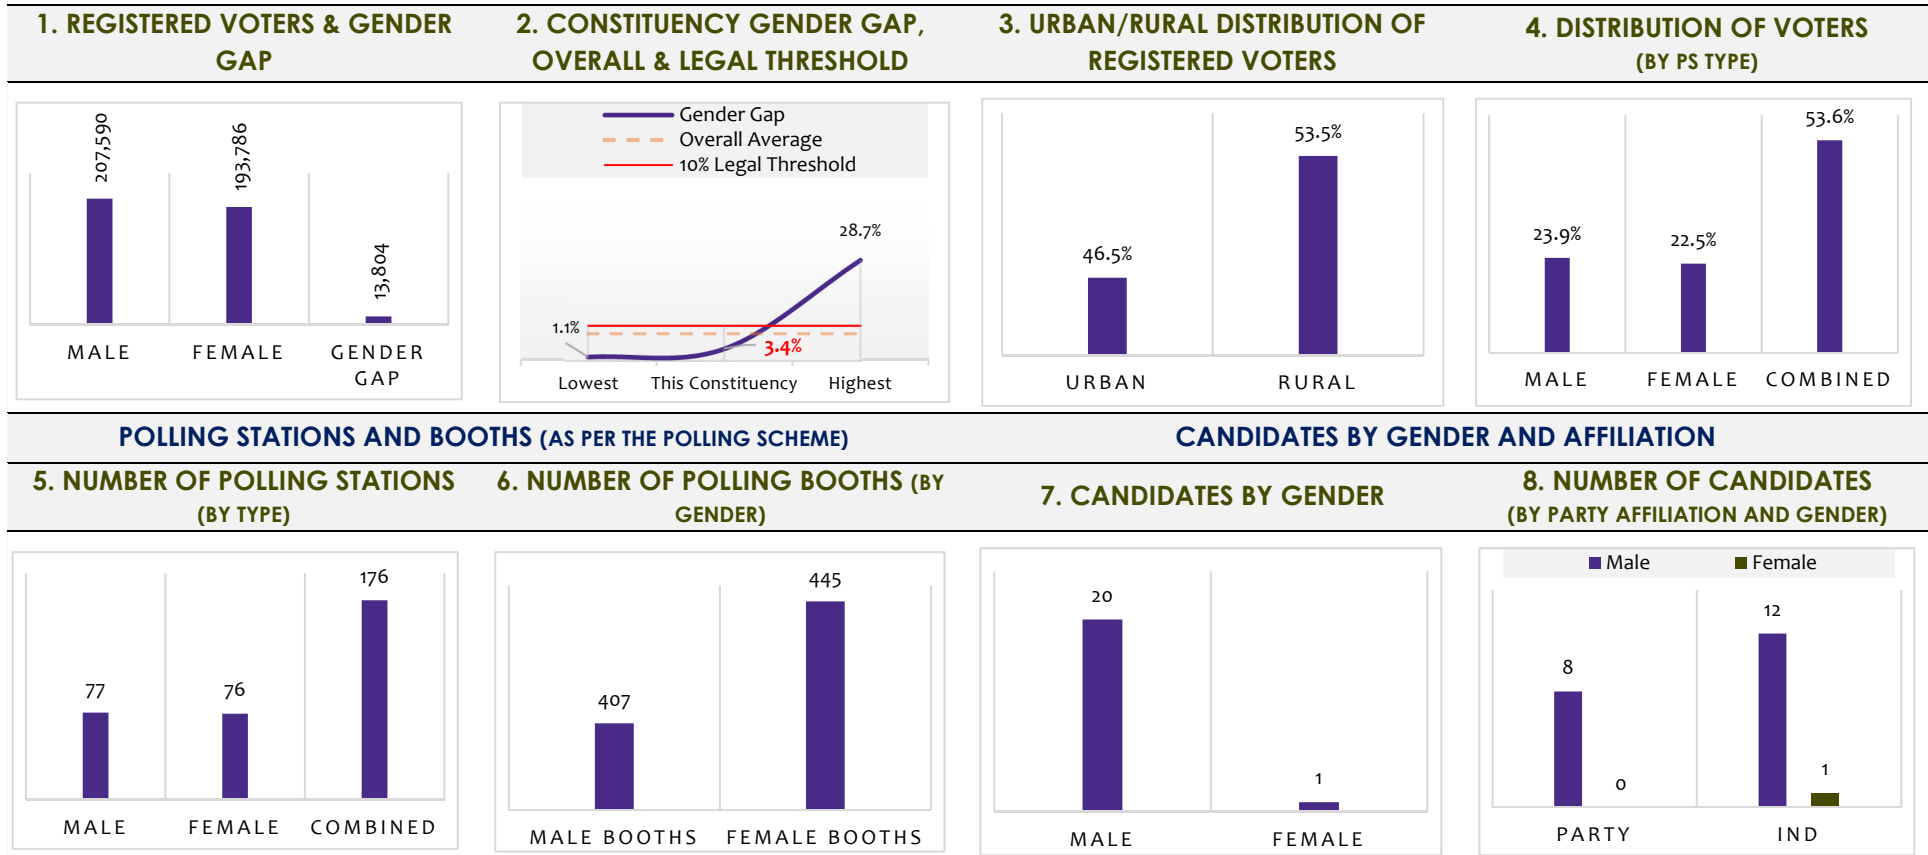 1. REGISTERED VOTERS & GENDER
GAP
2. CONSTITUENCY GENDER GAP,
OVERALL & LEGAL THRESHOLD
3. URBAN/RURAL DISTRIBUTION OF
REGISTERED VOTERS
4. DISTRIBUTION OF VOTERS
(BY PS TYPE)
207,590
193,786
13,804
MALE
FEMALE
GENDER
GAP
Gender Gap
Overall Average
10% Legal Threshold
28.7%
1.1%
3.4%
Lowest
This Constituency
Highest
53.5%
46.5%
URBAN
RURAL
53.6%
23.9%
22.5%
MALE
FEMALE
COMBINED
POLLING STATIONS AND BOOTHS (AS PER THE POLLING SCHEME)
CANDIDATES BY GENDER AND AFFILIATION
5. NUMBER OF POLLING STATIONS
(BY TYPE)
6. NUMBER OF POLLING BOOTHS (BY
GENDER)
7. CANDIDATES BY GENDER
8. NUMBER OF CANDIDATES
(BY PARTY AFFILIATION AND GENDER)
176
77
76
MALE
FEMALE
COMBINED
445
407
MALE BOOTHS
FEMALE BOOTHS
20
1
MALE
FEMALE
Male
Female
12
8
0
1
PARTY
IND